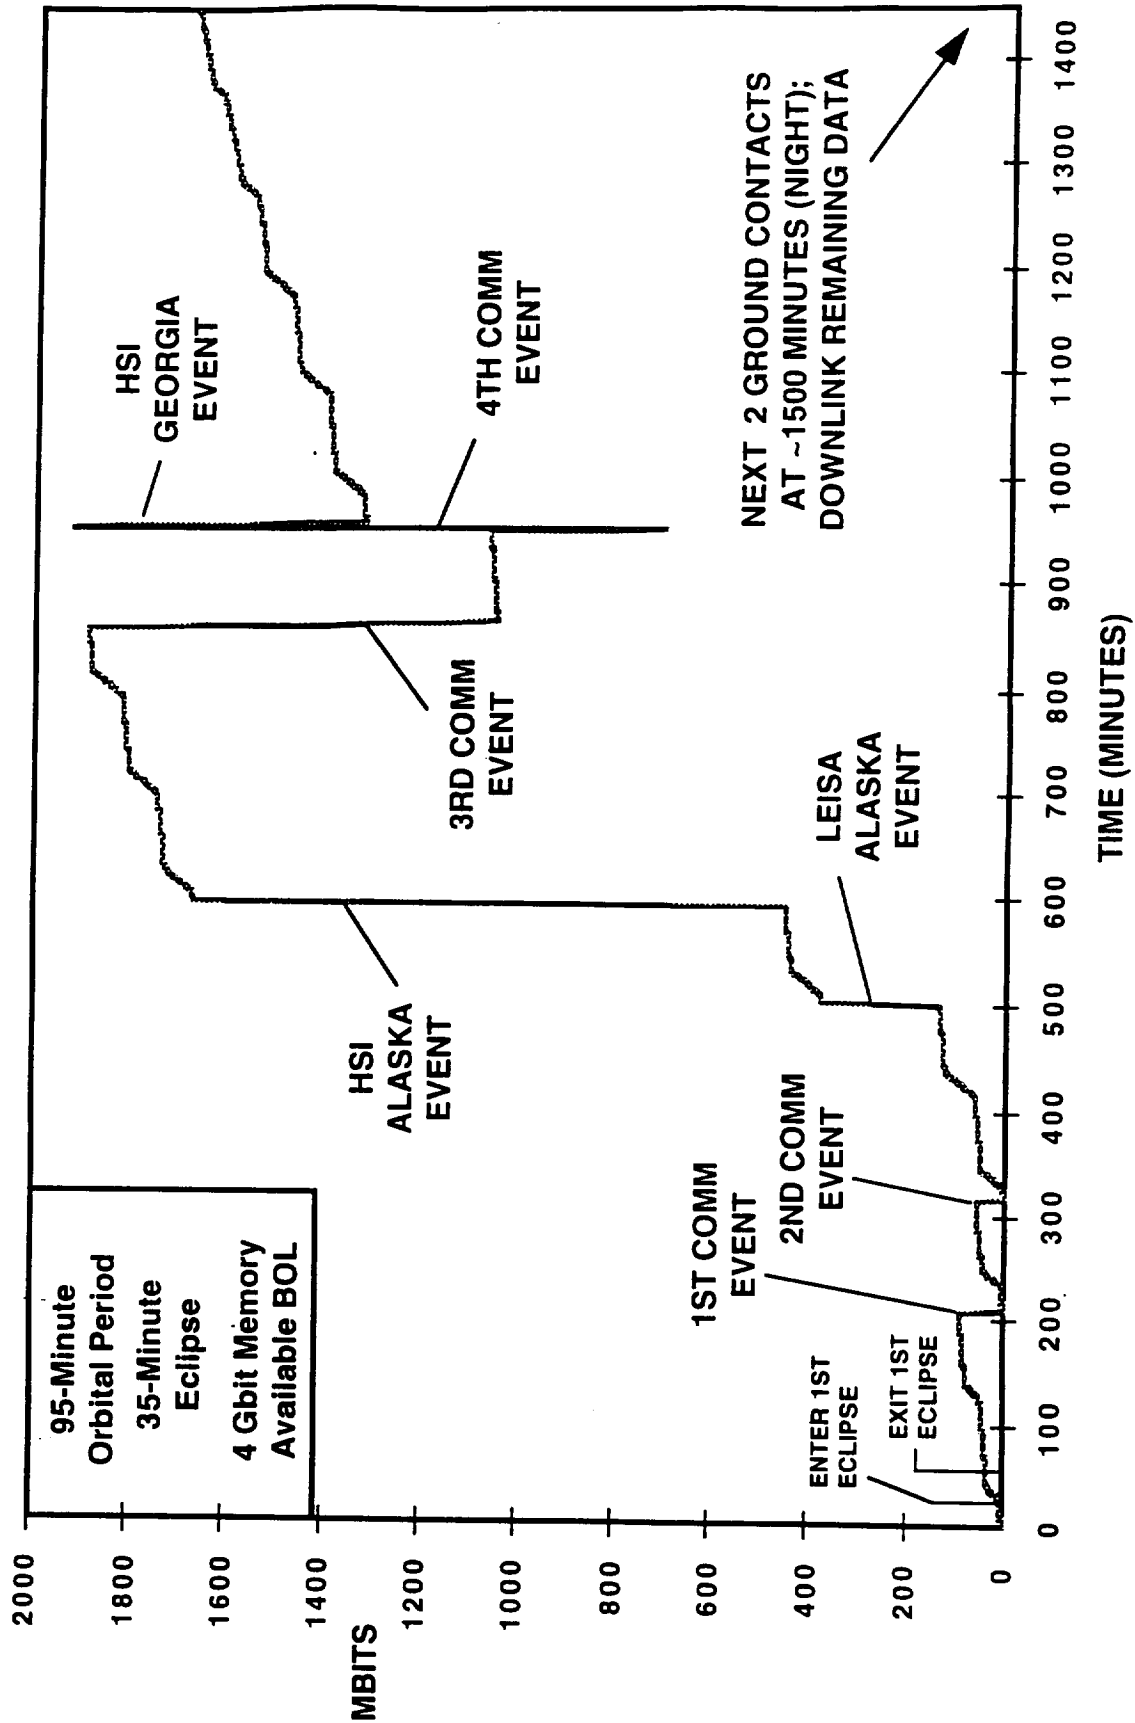 2000
1800
1600
1400
1200
1000
800
600
400
200
0
MBITS
95-Minute
Orbital Period
35-Minute
Eclipse
4 Gbit Memory
Available BOL
ENTER 1ST
ECLIPSE
EXIT 1ST
ECLIPSE
1ST COMM
EVENT
2ND COMM
EVENT
HSI
ALASKA
EVENT
LEISA
ALASKA
EVENT
3RD COMM
EVENT
HSI
GEORGIA
EVENT
4TH COMM
EVENT
NEXT 2 GROUND CONTACTS
AT ~1500 MINUTES (NIGHT);
DOWNLINK REMAINING DATA
0
100
200
300
400
500
600
700
800
900
1000
1100
1200
1300
1400
TIME (MINUTES)